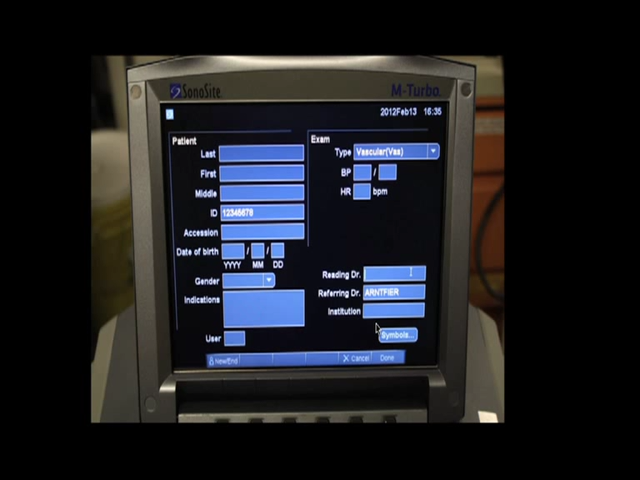 SonoSite
M-Turbo
2012Feb13 16:35
Patient
Last
First
Middle
ID 12345678
Accession
Date of birth / /
YYYY MM DD
Gender
Indications
User
Exam
Type Vascular(Vas)
BP /
HR bpm
Reading Dr.
Referring Dr. ARNTFIER
Institution
Symbols...
New/End
X Cancel
Done